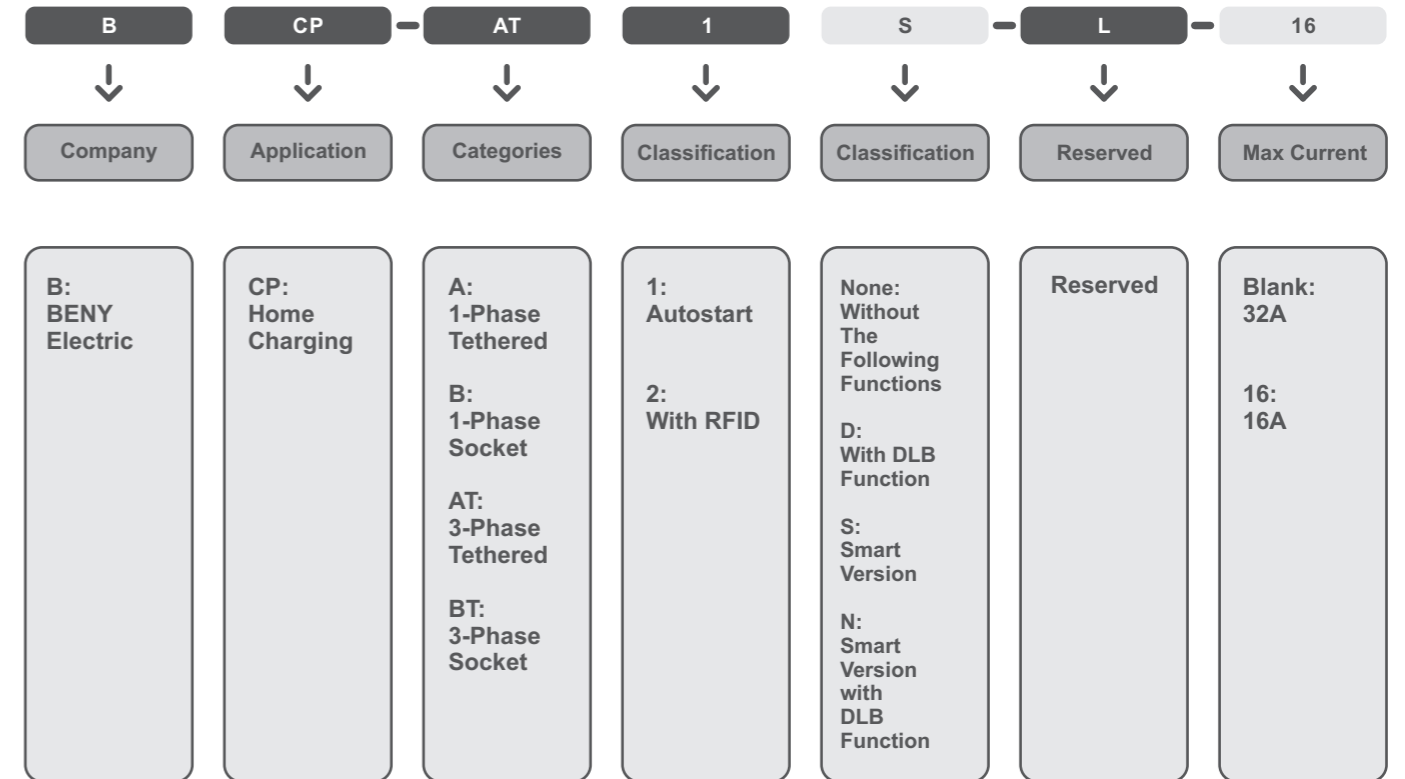 B CP - AT 1 S - L - 16
Company Application Categories Classification Classification Reserved Max Current
B:
BENY
Electric
CP:
Home
Charging
A:
1-Phase
Tethered
B:
1-Phase
Socket
AT:
3-Phase
Tethered
BT:
3-Phase
Socket
1:
Autostart
2:
With RFID
None:
Without
The
Following
Functions
D:
With DLB
Function
S:
Smart
Version
N:
Smart
Version
with
DLB
Function
Reserved
Blank:
32A
16:
16A